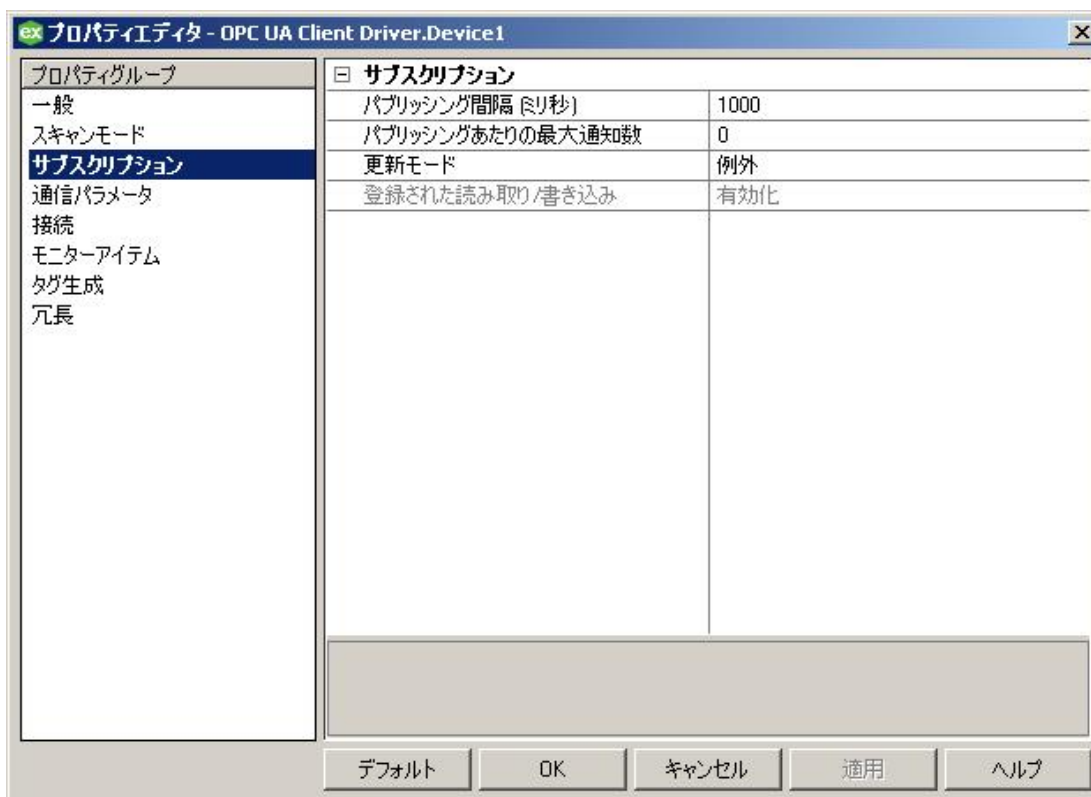 ex プロパティエディタ - OPC UA Client Driver.Device1
プロパティグループ
一般
スキャンモード
サブスクリプション
通信パラメータ
接続
モニターアイテム
タグ生成
冗長
サブスクリプション
パブリッシング間隔 (ミリ秒) 1000
パブリッシングあたりの最大通知数 0
更新モード 例外
登録された読み取り/書き込み 有効化
デフォルト OK キャンセル 適用 ヘルプ